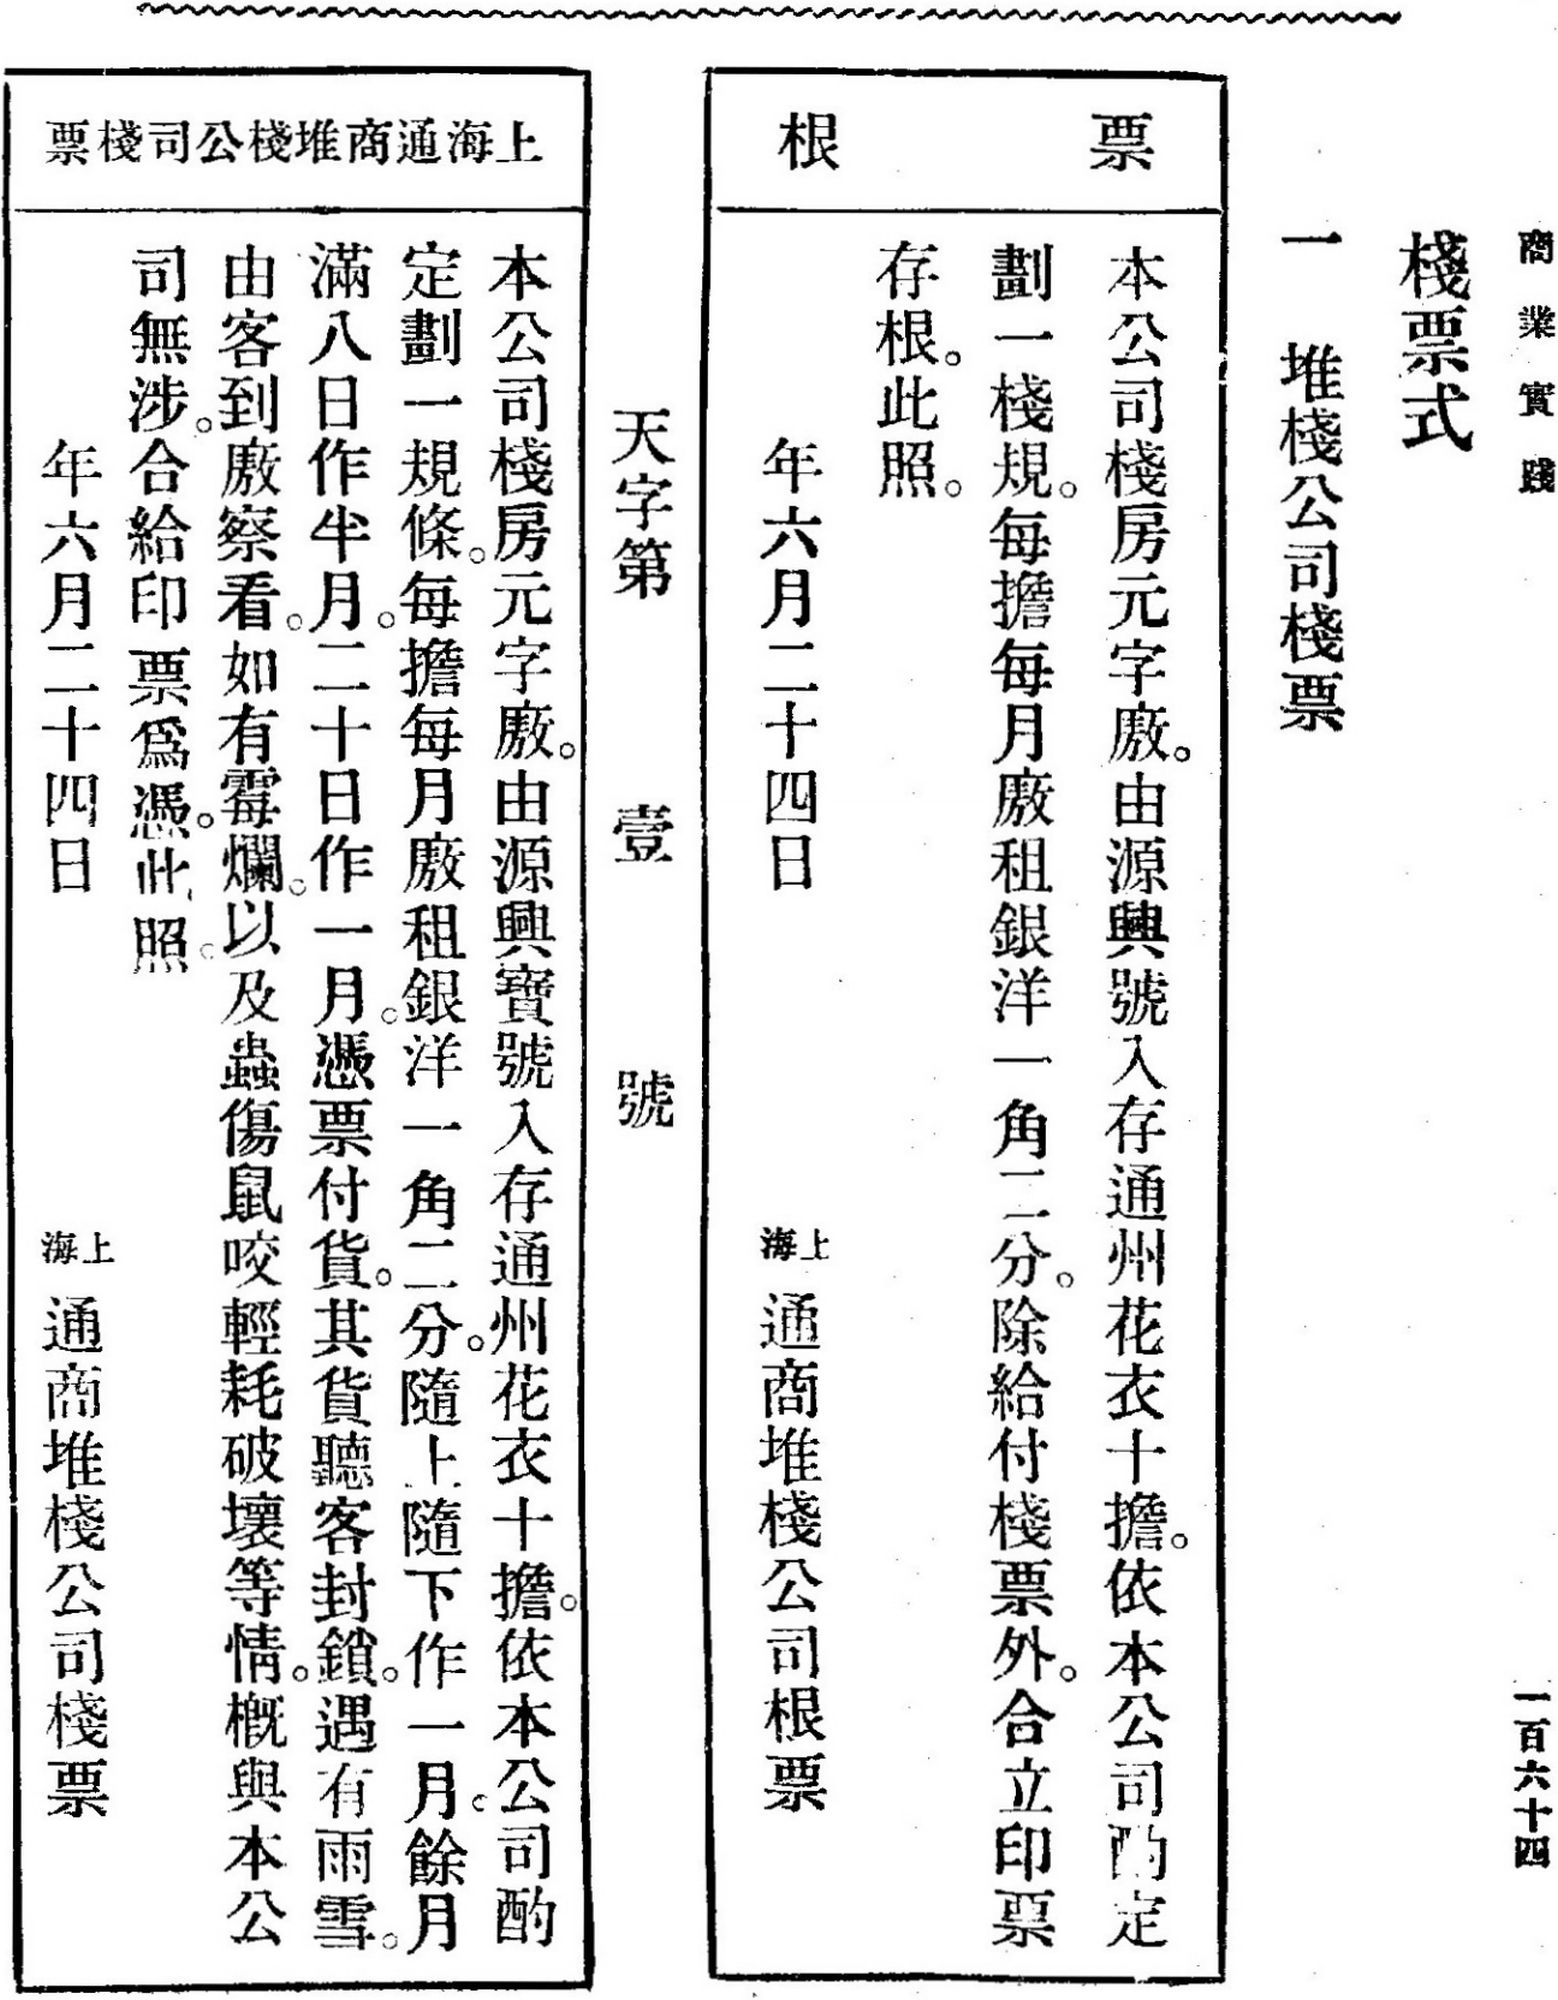 商業實踐
一百六十四
棧票式
一　堆棧公司棧票
票根
本公司棧房元字廒。由源興號入存通州花衣十擔。依本公司酌定
劃一棧規。每擔每月廒租銀洋一角二分。除給付棧票外。合立印票
存根。此照。
年六月二十四日　上海通商堆棧公司根票
天字第壹號
上海通商堆棧公司棧票
本公司棧房元字廒。由源興寶號入存通州花衣十擔。依本公司酌
定劃一規條。每擔每月廒租銀洋一角二分。隨上隨下作一月。餘月
滿八日作半月。二十日作一月。憑票付貨。其貨聽客封鎖。遇有雨雪。
由客到廒察看。如有霉爛。以及蟲傷鼠咬輕耗破壞等情。概與本公
司無涉。合給印票爲憑。此照。
年六月二十四日　上海通商堆棧公司棧票